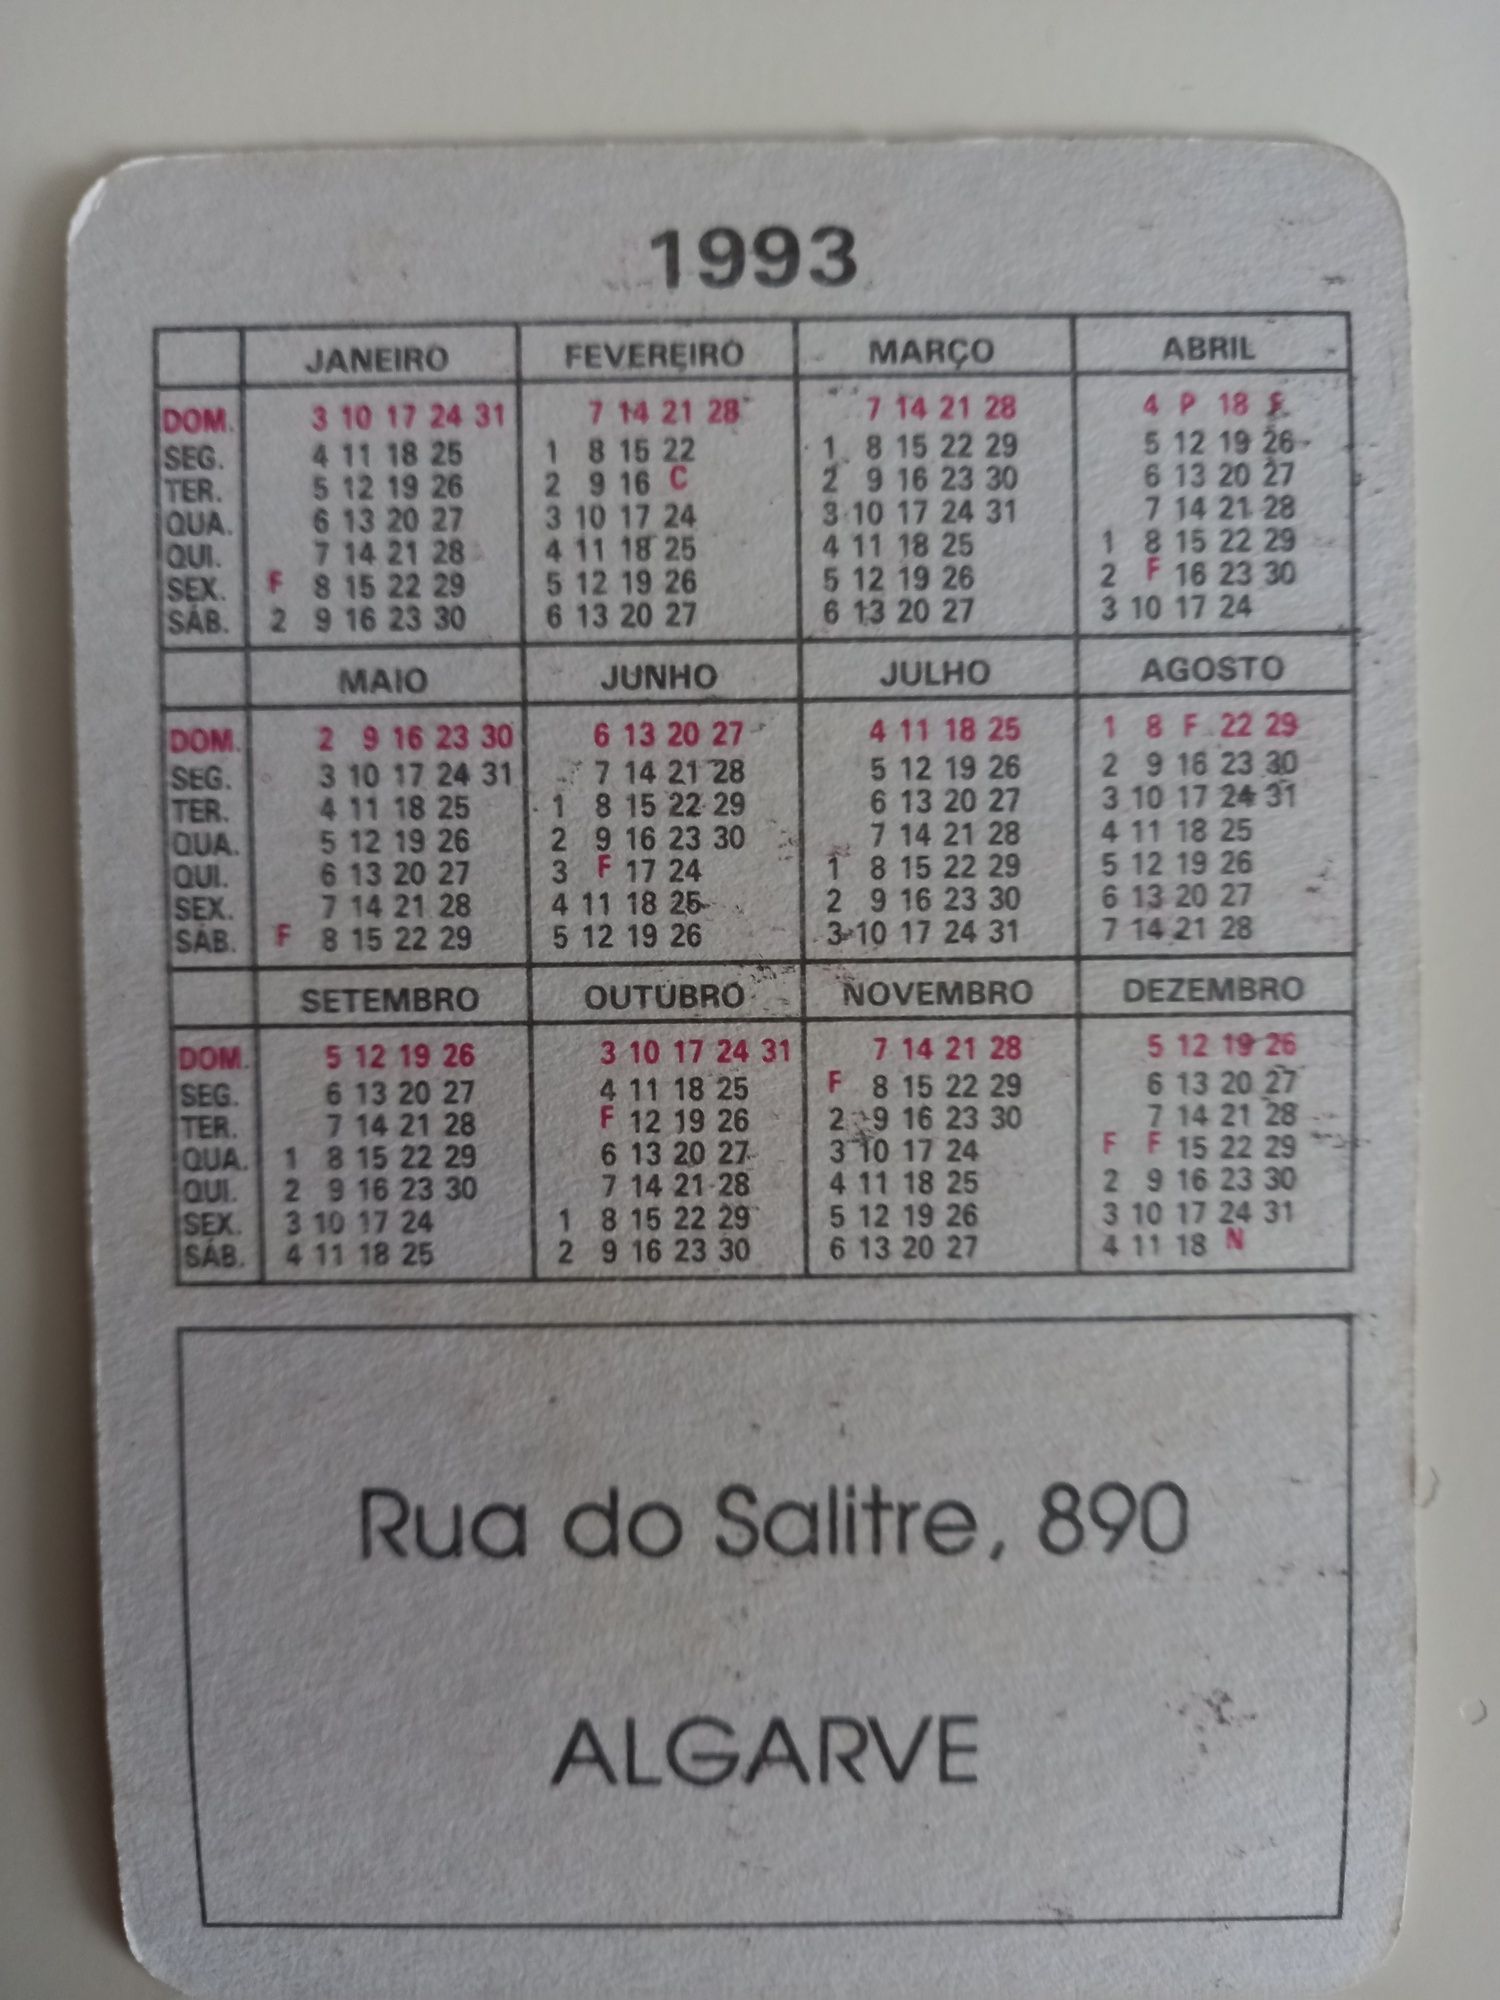 1993
JANEIRO FEVEREIRO MARÇO ABRIL
DOM. 3 10 17 24 31 7 14 21 28 7 14 21 28 4 P 18 F
SEG. 4 11 18 25 1 8 15 22 1 8 15 22 29 5 12 19 26
TER. 5 12 19 26 2 9 16 C 2 9 16 23 30 6 13 20 27
QUA. 6 13 20 27 3 10 17 24 3 10 17 24 31 7 14 21 28
QUI. 7 14 21 28 4 11 18 25 4 11 18 25 1 8 15 22 29
SEX. F 8 15 22 29 5 12 19 26 5 12 19 26 2 F 16 23 30
SÁB. 2 9 16 23 30 6 13 20 27 6 13 20 27 3 10 17 24
MAIO JUNHO JULHO AGOSTO
DOM. 2 9 16 23 30 6 13 20 27 4 11 18 25 1 8 F 22 29
SEG. 3 10 17 24 31 7 14 21 28 5 12 19 26 2 9 16 23 30
TER. 4 11 18 25 1 8 15 22 29 6 13 20 27 3 10 17 24 31
QUA. 5 12 19 26 2 9 16 23 30 7 14 21 28 4 11 18 25
QUI. 6 13 20 27 3 F 17 24 1 8 15 22 29 5 12 19 26
SEX. 7 14 21 28 4 11 18 25 2 9 16 23 30 6 13 20 27
SÁB. F 8 15 22 29 5 12 19 26 3 10 17 24 31 7 14 21 28
SETEMBRO OUTUBRO NOVEMBRO DEZEMBRO
DOM. 5 12 19 26 3 10 17 24 31 7 14 21 28 5 12 19 26
SEG. 6 13 20 27 4 11 18 25 F 8 15 22 29 6 13 20 27
TER. 7 14 21 28 F 12 19 26 2 9 16 23 30 7 14 21 28
QUA. 1 8 15 22 29 6 13 20 27 3 10 17 24 F F 15 22 29
QUI. 2 9 16 23 30 7 14 21 28 4 11 18 25 2 9 16 23 30
SEX. 3 10 17 24 1 8 15 22 29 5 12 19 26 3 10 17 24 31
SÁB. 4 11 18 25 2 9 16 23 30 6 13 20 27 4 11 18 N
Rua do Salitre, 890
ALGARVE